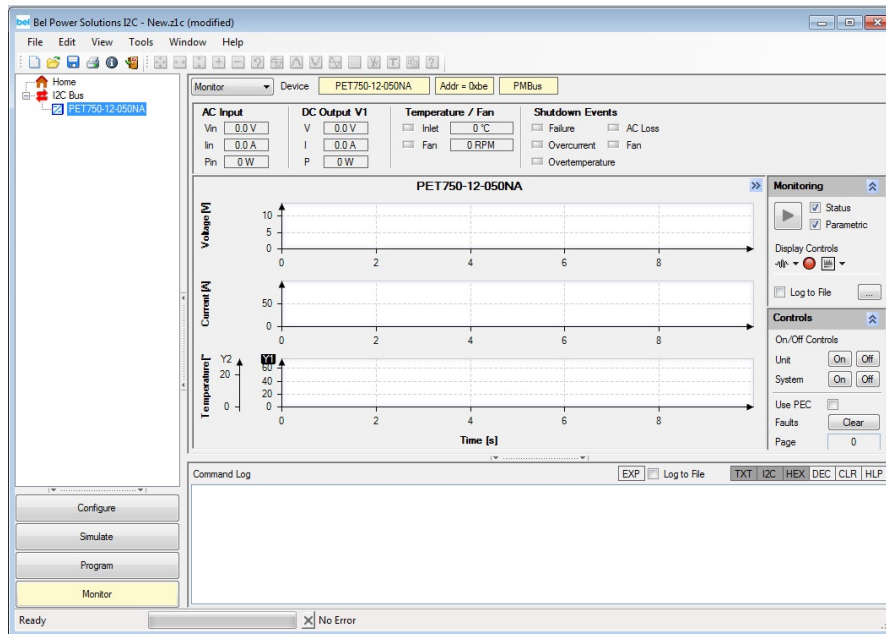 bel Bel Power Solutions I2C - New.z1c (modified)
File Edit View Tools Window Help
Home
I2C Bus
PET750-12-050NA
Monitor Device PET750-12-050NA Addr = 0xbe PMBus
AC Input DC Output V1 Temperature / Fan Shutdown Events
Vin 0.0 V V 0.0 V Inlet 0 °C Failure AC Loss
Iin 0.0 A I 0.0 A Fan 0 RPM Overcurrent Fan
Pin 0 W P 0 W Overtemperature
PET750-12-050NA
Voltage [V]
10
5
0
0 2 4 6 8
Current [A]
50
0
0 2 4 6 8
Temperature [°
Y2 Y1
20
0
60
40
20
0
0 2 4 6 8
Time [s]
Monitoring
Status
Parametric
Display Controls
Log to File ...
Controls
On/Off Controls
Unit On Off
System On Off
Use PEC
Faults Clear
Page 0
Command Log EXP Log to File TXT I2C HEX DEC CLR HLP
Configure
Simulate
Program
Monitor
Ready No Error